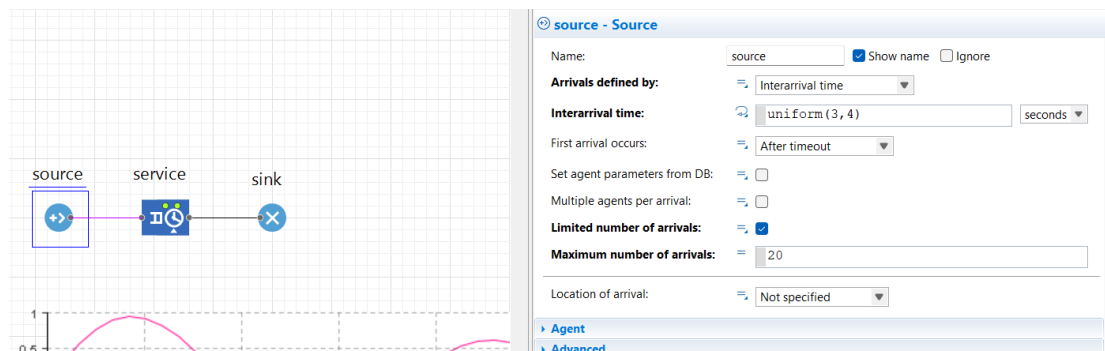 source - Source
Name: source Show name Ignore
Arrivals defined by: Interarrival time
Interarrival time: uniform(3,4) seconds
First arrival occurs: After timeout
Set agent parameters from DB:
Multiple agents per arrival:
Limited number of arrivals:
Maximum number of arrivals: 20
Location of arrival: Not specified
Agent
Advanced
source service sink
1
0.5